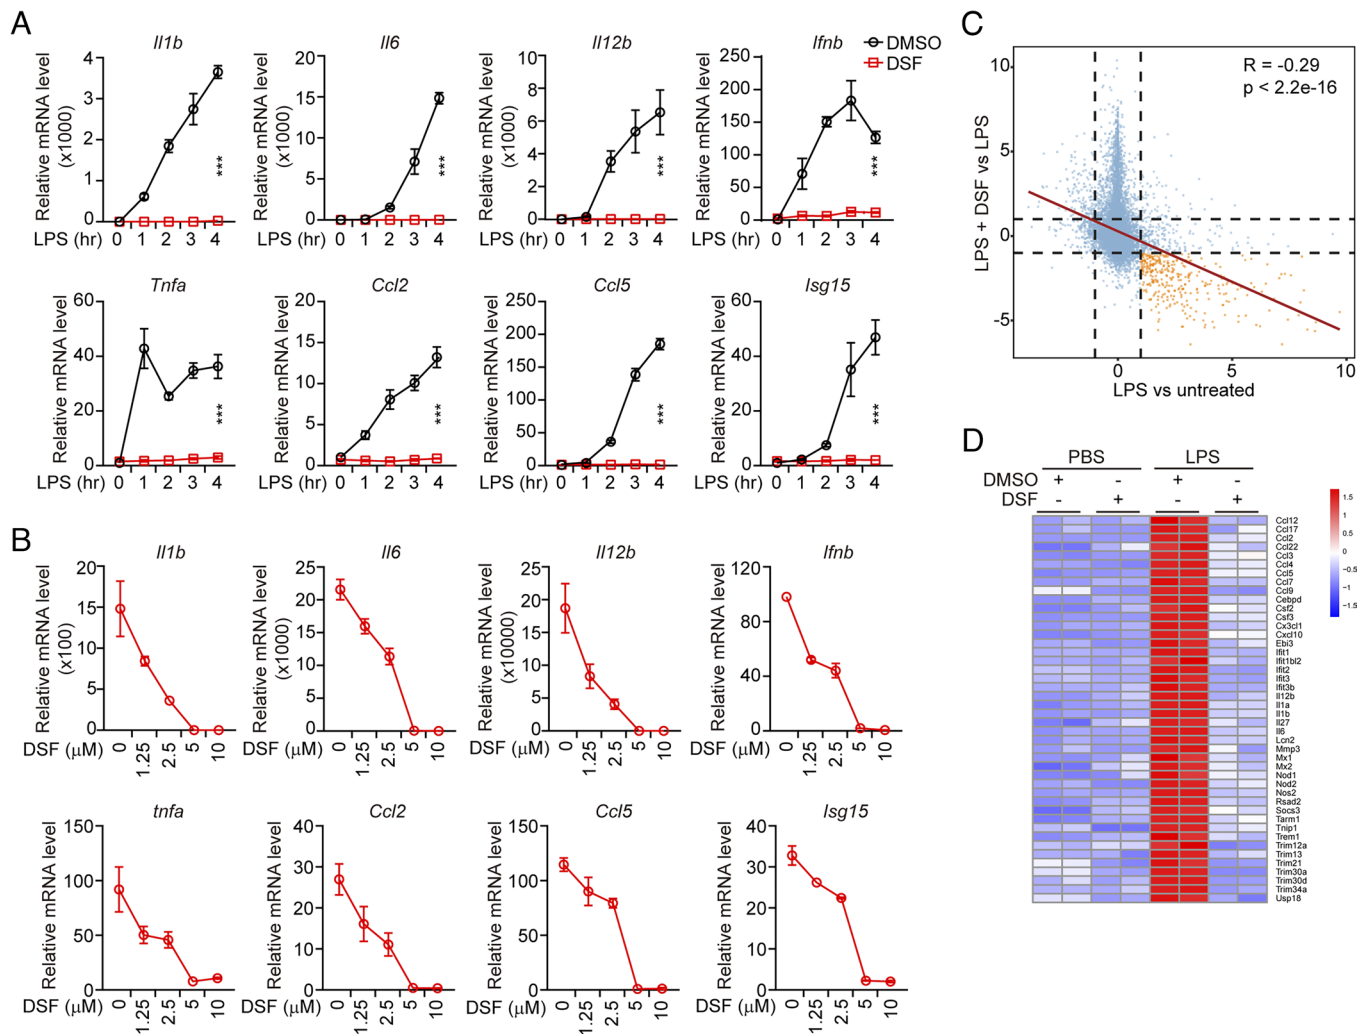 A
Il1b
Relative mRNA level
(x1000)
4
3
2
1
0
***
LPS (hr) 0 1 2 3 4
Il6
Relative mRNA level
(x1000)
20
15
10
5
0
***
LPS (hr) 0 1 2 3 4
Il12b
Relative mRNA level
(x1000)
10
8
6
4
2
0
***
LPS (hr) 0 1 2 3 4
Ifnb
DMSO
DSF
Relative mRNA level
250
200
150
100
50
0
***
LPS (hr) 0 1 2 3 4
Tnfa
Relative mRNA level
60
40
20
0
***
LPS (hr) 0 1 2 3 4
Ccl2
Relative mRNA level
20
15
10
5
0
***
LPS (hr) 0 1 2 3 4
Ccl5
Relative mRNA level
250
200
150
100
50
0
***
LPS (hr) 0 1 2 3 4
Isg15
Relative mRNA level
60
40
20
0
***
LPS (hr) 0 1 2 3 4
B
Il1b
Relative mRNA level
(x100)
20
15
10
5
0
DSF (μM) 0 1.25 2.5 5 10
Il6
Relative mRNA level
(x1000)
25
20
15
10
5
0
DSF (μM) 0 1.25 2.5 5 10
Il12b
Relative mRNA level
(x10000)
25
20
15
10
5
0
DSF (μM) 0 1.25 2.5 5 10
Ifnb
Relative mRNA level
120
80
40
0
DSF (μM) 0 1.25 2.5 5 10
tnfa
Relative mRNA level
150
100
50
0
DSF (μM) 0 1.25 2.5 5 10
Ccl2
Relative mRNA level
40
30
20
10
0
DSF (μM) 0 1.25 2.5 5 10
Ccl5
Relative mRNA level
150
100
50
0
DSF (μM) 0 1.25 2.5 5 10
Isg15
Relative mRNA level
40
30
20
10
0
DSF (μM) 0 1.25 2.5 5 10
C
R = -0.29
p < 2.2e-16
LPS + DSF vs LPS
10
5
0
-5
0 5 10
LPS vs untreated
D
PBS LPS
DMSO + - + -
DSF - + - +
1.5
1
0.5
0
−0.5
−1
−1.5
Ccl12
Ccl17
Ccl2
Ccl22
Ccl3
Ccl4
Ccl5
Ccl7
Ccl9
Cebpd
Csf2
Csf3
Cx3cl1
Cxcl10
Ebi3
Ifit1
Ifit1bl2
Ifit2
Ifit3
Ifit3b
Il12b
Il1a
Il1b
Il27
Il6
Lcn2
Mmp3
Mx1
Mx2
Nod1
Nod2
Nos2
Rsad2
Socs3
Tarm1
Tnip1
Trem1
Trim12a
Trim13
Trim21
Trim30a
Trim30d
Trim34a
Usp18